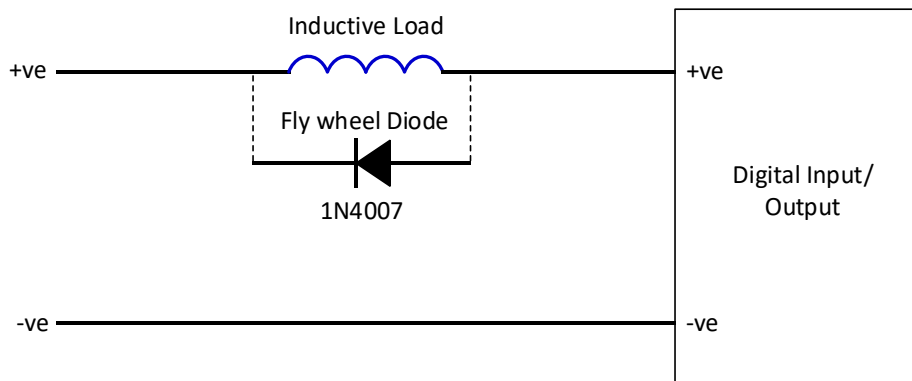 Inductive Load
+ve
+ve
Fly wheel Diode
1N4007
Digital Input/
Output
-ve
-ve